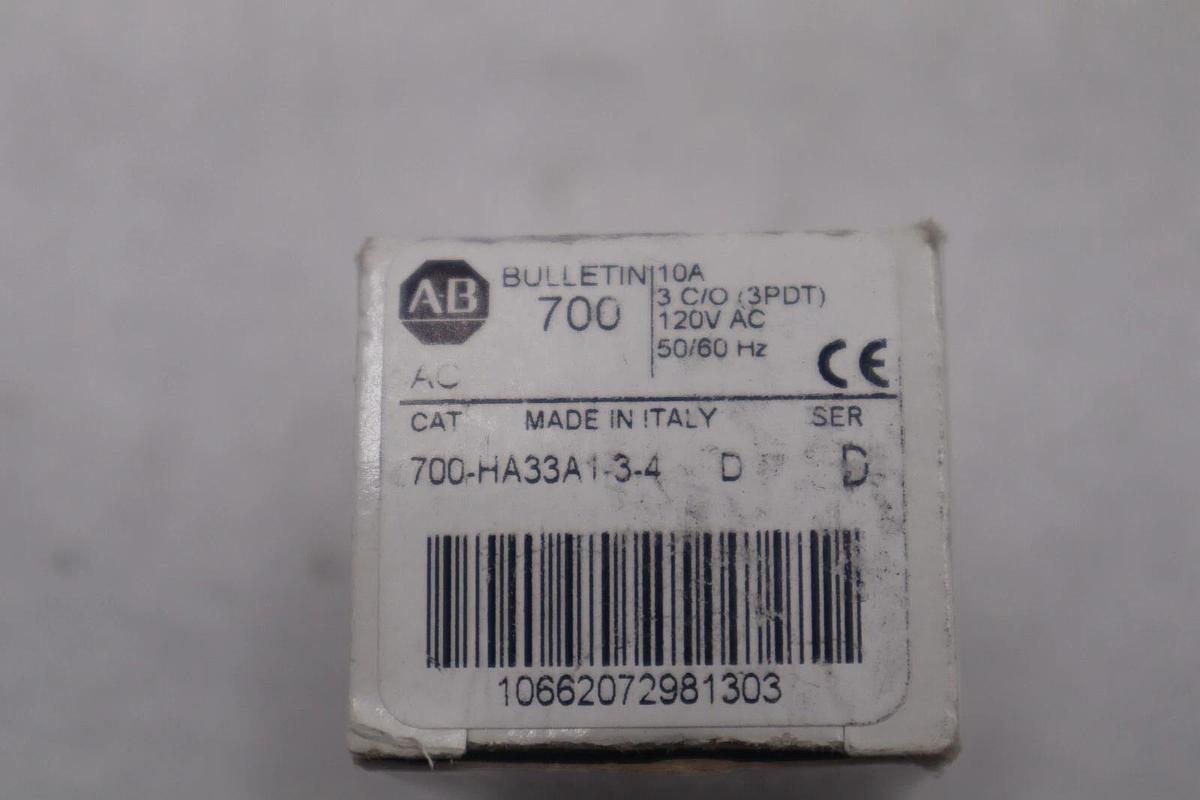 AB
BULLETIN
700
10A
3 C/O (3PDT)
120V AC
50/60 Hz
CE
AC
CAT MADE IN ITALY SER
700-HA33A1-3-4 D D
10662072981303